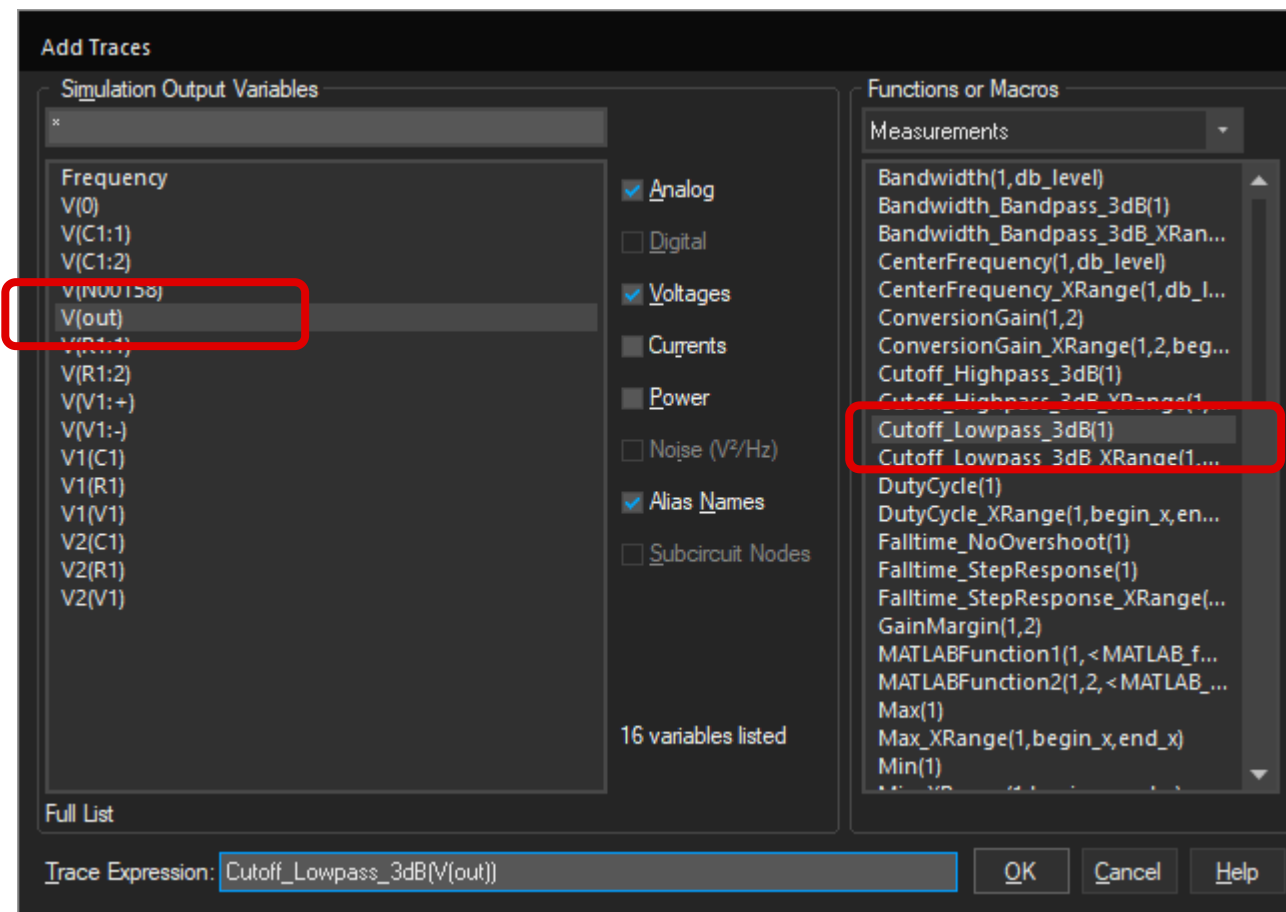 Add Traces
Simulation Output Variables
*
Frequency
V(0)
V(C1:1)
V(C1:2)
V(N00158)
V(out)
V(R1:1)
V(R1:2)
V(V1:+)
V(V1:-)
V1(C1)
V1(R1)
V1(V1)
V2(C1)
V2(R1)
V2(V1)
Full List
Analog
Digital
Voltages
Currents
Power
Noise (V²/Hz)
Alias Names
Subcircuit Nodes
16 variables listed
Functions or Macros
Measurements
Bandwidth(1,db_level)
Bandwidth_Bandpass_3dB(1)
Bandwidth_Bandpass_3dB_XRan...
CenterFrequency(1,db_level)
CenterFrequency_XRange(1,db_l...
ConversionGain(1,2)
ConversionGain_XRange(1,2,beg...
Cutoff_Highpass_3dB(1)
Cutoff_Highpass_3dB_XRange(1,...
Cutoff_Lowpass_3dB(1)
Cutoff_Lowpass_3dB_XRange(1,...
DutyCycle(1)
DutyCycle_XRange(1,begin_x,en...
Falltime_NoOvershoot(1)
Falltime_StepResponse(1)
Falltime_StepResponse_XRange(...
GainMargin(1,2)
MATLABFunction1(1,<MATLAB_f...
MATLABFunction2(1,2,<MATLAB_...
Max(1)
Max_XRange(1,begin_x,end_x)
Min(1)
Trace Expression: Cutoff_Lowpass_3dB(V(out))
OK Cancel Help